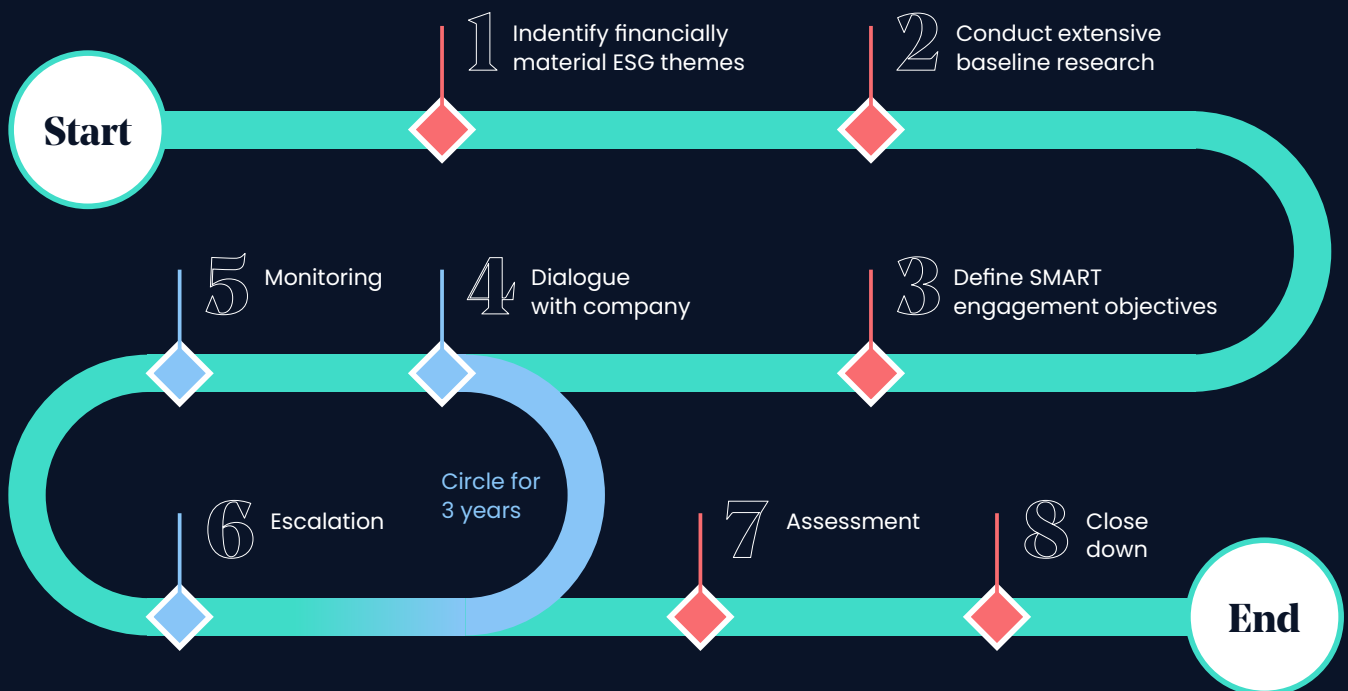 Start
1
Indentify financially
material ESG themes
2
Conduct extensive
baseline research
3
Define SMART
engagement objectives
4
Dialogue
with company
5
Monitoring
Circle for
3 years
6
Escalation
7
Assessment
8
Close
down
End